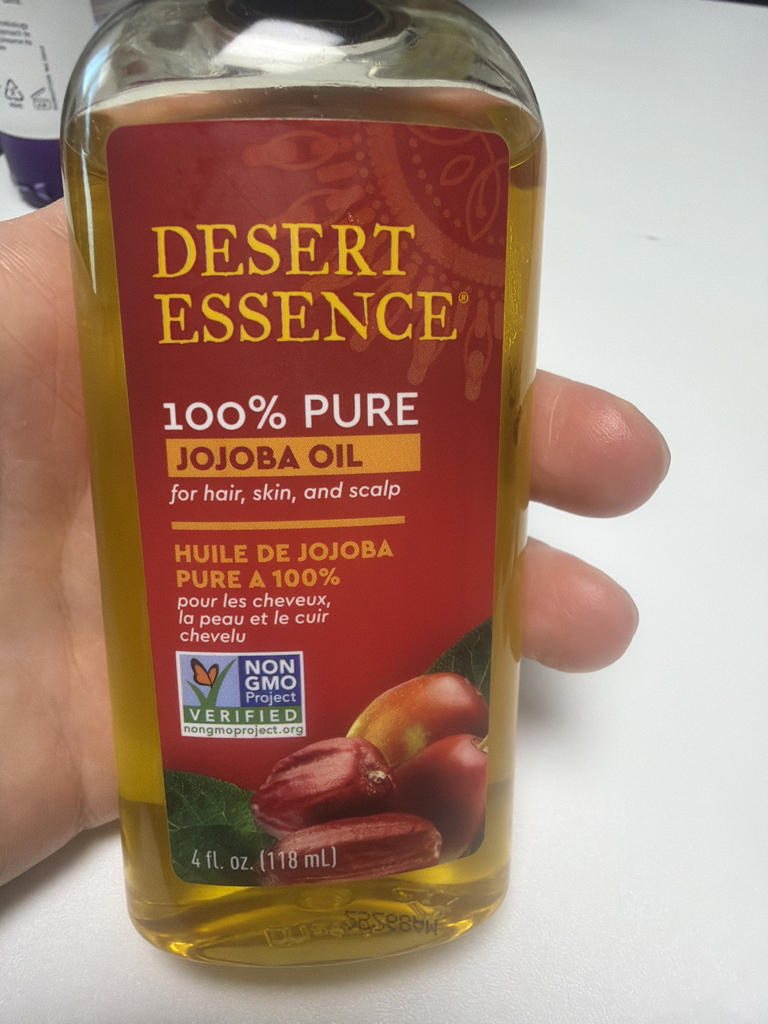 DESERT
ESSENCE®
100% PURE
JOJOBA OIL
for hair, skin, and scalp
HUILE DE JOJOBA
PURE A 100%
pour les cheveux,
la peau et le cuir
chevelu
NON
GMO
Project
VERIFIED
nongmoproject.org
4 fl. oz. (118 mL)